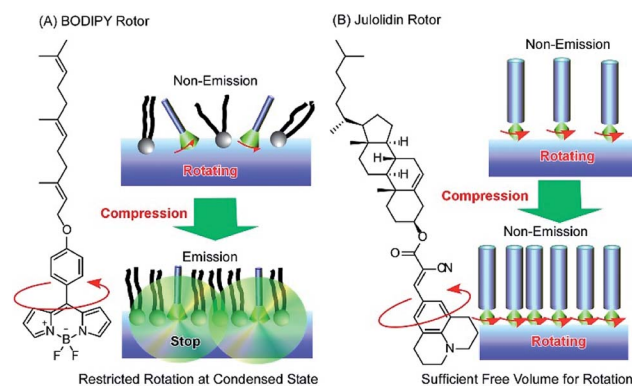 (A) BODIPY Rotor
Non-Emission
Rotating
Compression
Emission
Stop
O
N
N+
B-
F
F
Restricted Rotation at Condensed State
(B) Julolidin Rotor
Non-Emission
Rotating
Compression
Non-Emission
Rotating
H
H
H
O
O
CN
N
Sufficient Free Volume for Rotation